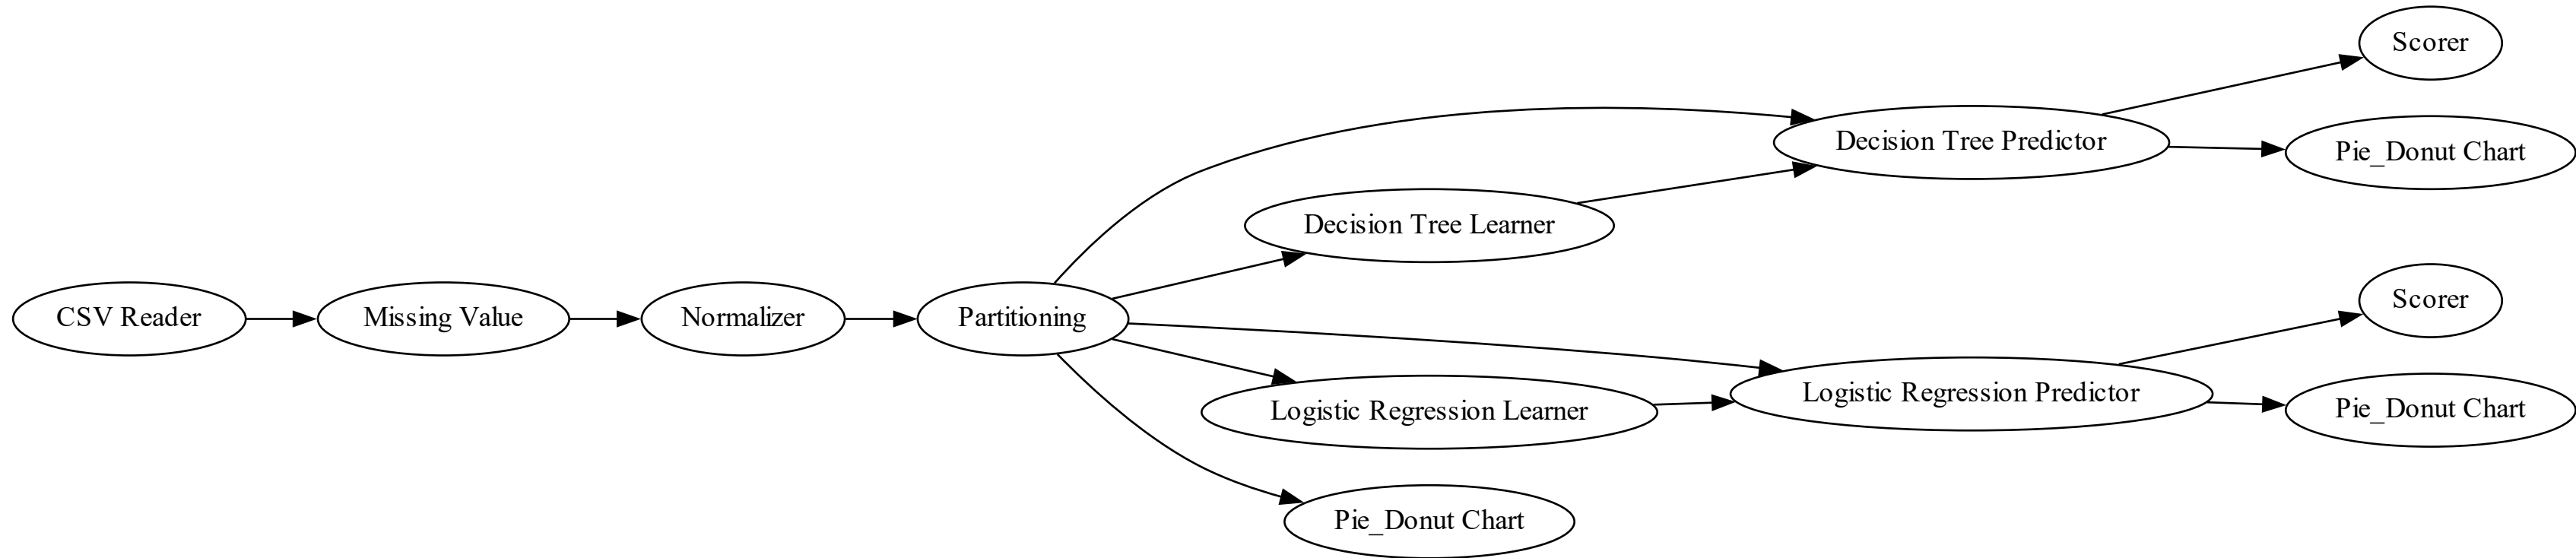 CSV Reader
Missing Value
Normalizer
Partitioning
Decision Tree Learner
Logistic Regression Learner
Pie_Donut Chart
Decision Tree Predictor
Logistic Regression Predictor
Scorer
Pie_Donut Chart
Scorer
Pie_Donut Chart